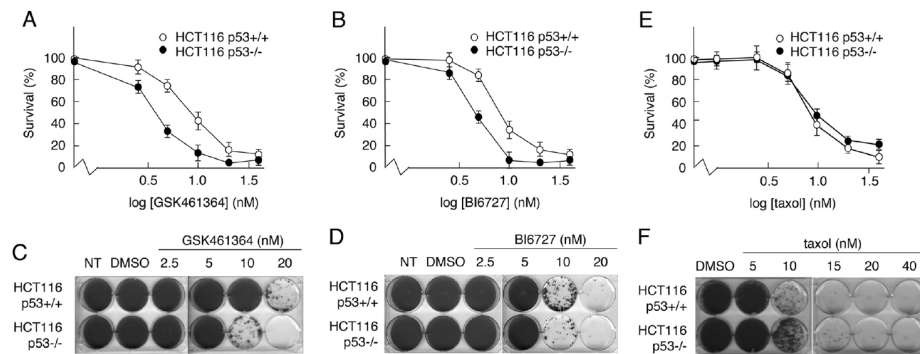 A
HCT116 p53+/+
HCT116 p53-/-
Survival (%)
100
80
60
40
20
0
0.5
1.0
1.5
log [GSK461364] (nM)
B
HCT116 p53+/+
HCT116 p53-/-
Survival (%)
100
80
60
40
20
0
0.5
1.0
1.5
log [BI6727] (nM)
E
HCT116 p53+/+
HCT116 p53-/-
Survival (%)
100
80
60
40
20
0
0.5
1.0
1.5
log [taxol] (nM)
C
GSK461364 (nM)
NT DMSO 2.5 5 10 20
HCT116
p53+/+
HCT116
p53-/-
D
BI6727 (nM)
NT DMSO 2.5 5 10 20
HCT116
p53+/+
HCT116
p53-/-
F
taxol (nM)
DMSO 5 10 15 20 40
HCT116
p53+/+
HCT116
p53-/-